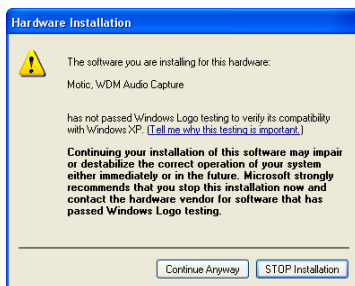 Hardware Installation
The software you are installing for this hardware:
Motic, WDM Audio Capture
has not passed Windows Logo testing to verify its compatibility
with Windows XP. (Tell me why this testing is important.)
Continuing your installation of this software may impair
or destabilize the correct operation of your system
either immediately or in the future. Microsoft strongly
recommends that you stop this installation now and
contact the hardware vendor for software that has
passed Windows Logo testing.
Continue Anyway
STOP Installation